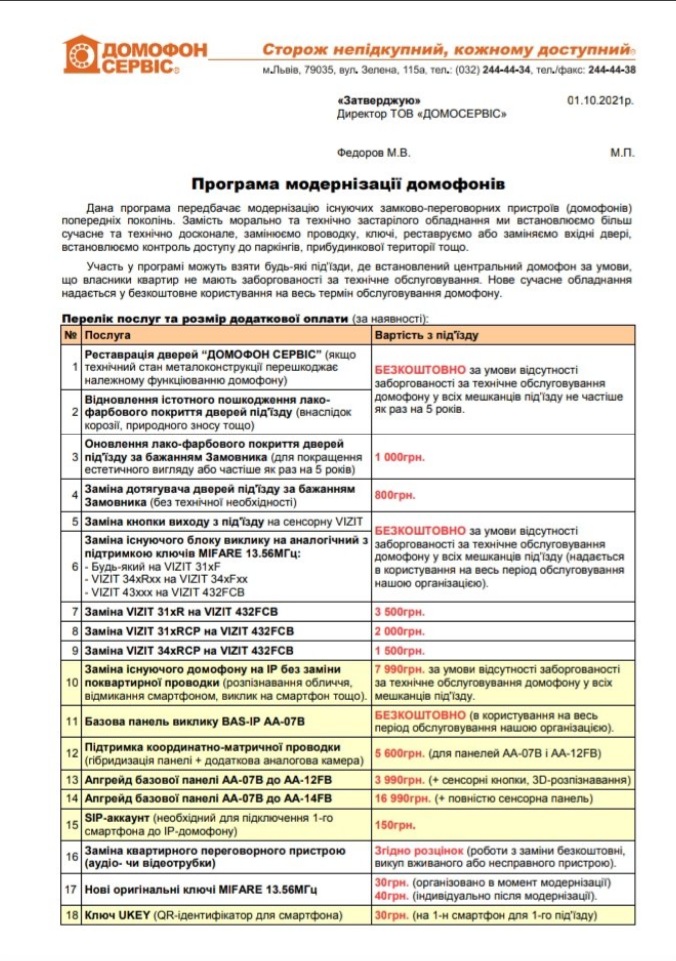 ДОМОФОН
СЕРВІС®
Сторож непідкупний, кожному доступний®
м.Львів, 79035, вул. Зелена, 115а, тел.: (032) 244-44-34, тел./факс: 244-44-38
«Затверджую» 01.10.2021р.
Директор ТОВ «ДОМОСЕРВІС»
Федоров М.В. М.П.
Програма модернізації домофонів
Дана програма передбачає модернізацію існуючих замково-переговорних пристроїв (домофонів)
попередніх поколінь. Замість морально та технічно застарілого обладнання ми встановлюємо більш
сучасне та технічно досконале, замінюємо проводку, ключі, реставруємо або заміняємо вхідні двері,
встановлюємо контроль доступу до паркінгів, прибудинкової території тощо.
Участь у програмі можуть взяти будь-які під'їзди, де встановлений центральний домофон за умови,
що власники квартир не мають заборгованості за технічне обслуговування. Нове сучасне обладнання
надається у безкоштовне користування на весь термін обслуговування домофону.
Перелік послуг та розмір додаткової оплати (за наявності):
№ Послуга Вартість з під'їзду
1 Реставрація дверей “ДОМОФОН СЕРВІС” (якщо
технічний стан металоконструкції перешкоджає
належному функціюванню домофону)
2 Відновлення істотного пошкодження лако-
фарбового покриття дверей під'їзду (внаслідок
корозії, природного зносу тощо)
БЕЗКОШТОВНО за умови відсутності
заборгованості за технічне обслуговування
домофону у всіх мешканців під'їзду не частіше
як раз на 5 років.
3 Оновлення лако-фарбового покриття дверей
під'їзду за бажанням Замовника (для покращення
естетичного вигляду або частіше як раз на 5 років)
1 000грн.
4 Заміна дотягувача дверей під'їзду за бажанням
Замовника (без технічної необхідності)
800грн.
5 Заміна кнопки виходу з під'їзду на сенсорну VIZIT
6 Заміна існуючого блоку виклику на аналогічний з
підтримкою ключів MIFARE 13.56МГц:
- Будь-який на VIZIT 31xF
- VIZIT 34xRxx на VIZIT 34xFxx
- VIZIT 43xxx на VIZIT 432FCB
БЕЗКОШТОВНО за умови відсутності
заборгованості за технічне обслуговування
домофону у всіх мешканців під'їзду (надається
в користування на весь період обслуговування
нашою організацією).
7 Заміна VIZIT 31xR на VIZIT 432FCB 3 500грн.
8 Заміна VIZIT 31xRCP на VIZIT 432FCB 2 000грн.
9 Заміна VIZIT 34xRCP на VIZIT 432FCB 1 500грн.
10 Заміна існуючого домофону на IP без заміни
поквартирної проводки (розпізнавання обличчя,
відмикання смартфоном, виклик на смартфон тощо).
7 990грн. за умови відсутності заборгованості
за технічне обслуговування домофону у всіх
мешканців під'їзду.
11 Базова панель виклику BAS-IP AA-07B
БЕЗКОШТОВНО (в користування на весь
період обслуговування нашою організацією).
12 Підтримка координатно-матричної проводки
(гібридизація панелі + додаткова аналогова камера)
5 600грн. (для панелей AA-07B і AA-12FB)
13 Апгрейд базової панелі AA-07B до AA-12FB 3 990грн. (+ сенсорні кнопки, 3D-розпізнавання)
14 Апгрейд базової панелі AA-07B до AA-14FB 16 990грн. (+ повністю сенсорна панель)
15 SIP-аккаунт (необхідний для підключення 1-го
смартфона до IP-домофону)
150грн.
16 Заміна квартирного переговорного пристрою
(аудіо- чи відеотрубки)
Згідно розцінок (роботи з заміни безкоштовні,
викуп вживаного або несправного пристрою).
17 Нові оригінальні ключі MIFARE 13.56МГц
30грн. (організовано в момент модернізації)
40грн. (індивідуально після модернізації).
18 Ключ UKEY (QR-ідентифікатор для смартфона) 30грн. (на 1-н смартфон для 1-го під'їзду)